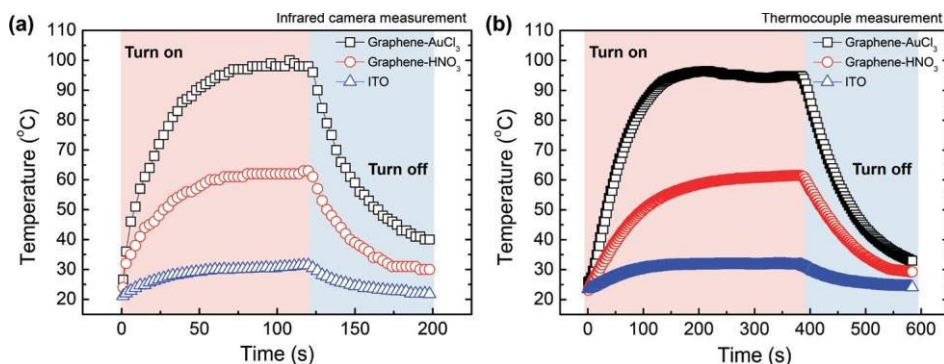 (a)
Infrared camera measurement
Turn on
Graphene-AuCl₃
Graphene-HNO₃
ITO
Turn off
Temperature (°C)
110
100
90
80
70
60
50
40
30
20
0 50 100 150 200
Time (s)
(b)
Thermocouple measurement
Turn on
Graphene-AuCl₃
Graphene-HNO₃
ITO
Turn off
Temperature (°C)
110
100
90
80
70
60
50
40
30
20
0 100 200 300 400 500 600
Time (s)